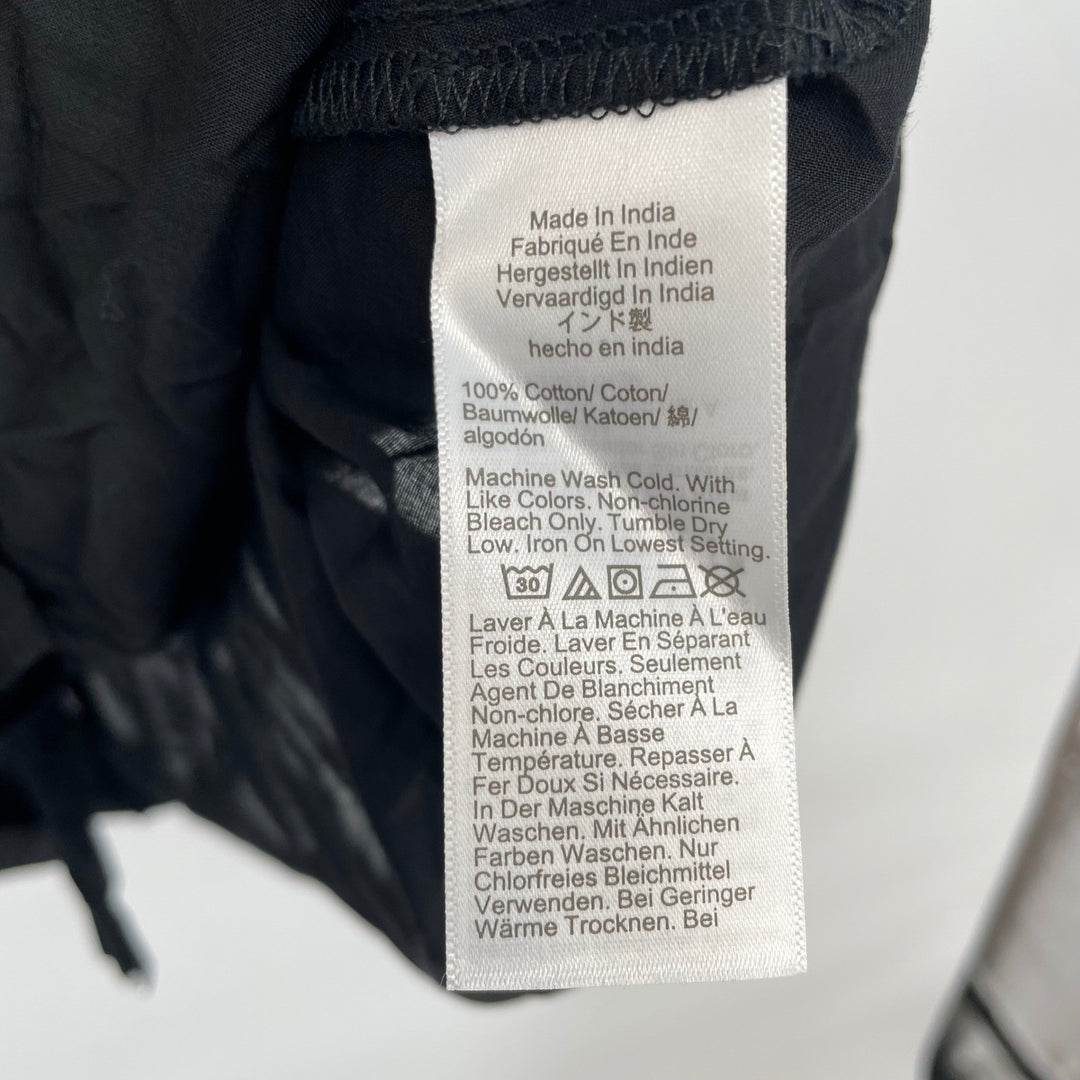 Made In India
Fabriqué En Inde
Hergestellt In Indien
Vervaardigd In India
インド製
hecho en india
100% Cotton/ Coton/
Baumwolle/ Katoen/ 綿/
algodón
Machine Wash Cold. With
Like Colors. Non-chlorine
Bleach Only. Tumble Dry
Low. Iron On Lowest Setting.
30
Laver À La Machine À L'eau
Froide. Laver En Séparant
Les Couleurs. Seulement
Agent De Blanchiment
Non-chlore. Sécher À La
Machine À Basse
Température. Repasser À
Fer Doux Si Nécessaire.
In Der Maschine Kalt
Waschen. Mit Ähnlichen
Farben Waschen. Nur
Chlorfreies Bleichmittel
Verwenden. Bei Geringer
Wärme Trocknen. Bei